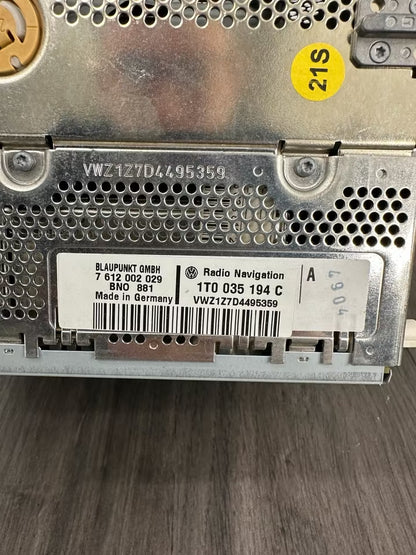 21S
VWZ1Z7D4495359
BLAUPUNKT GMBH
7 612 002 029
BNO 881
Made in Germany
Radio Navigation
1T0 035 194 C
VWZ1Z7D4495359
A
4067